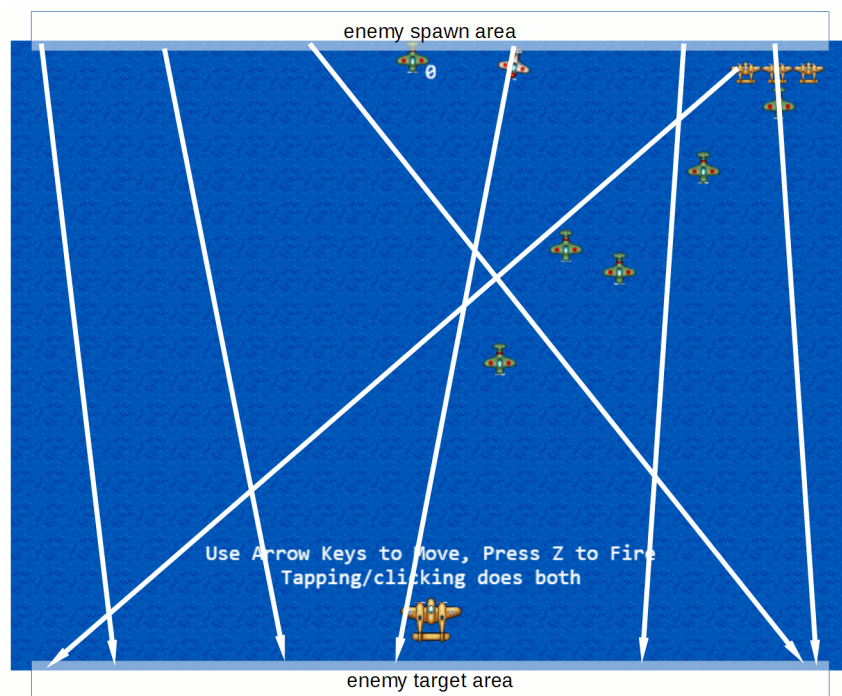 enemy spawn area
0
Use Arrow Keys to Move, Press Z to Fire
Tapping/clicking does both
enemy target area